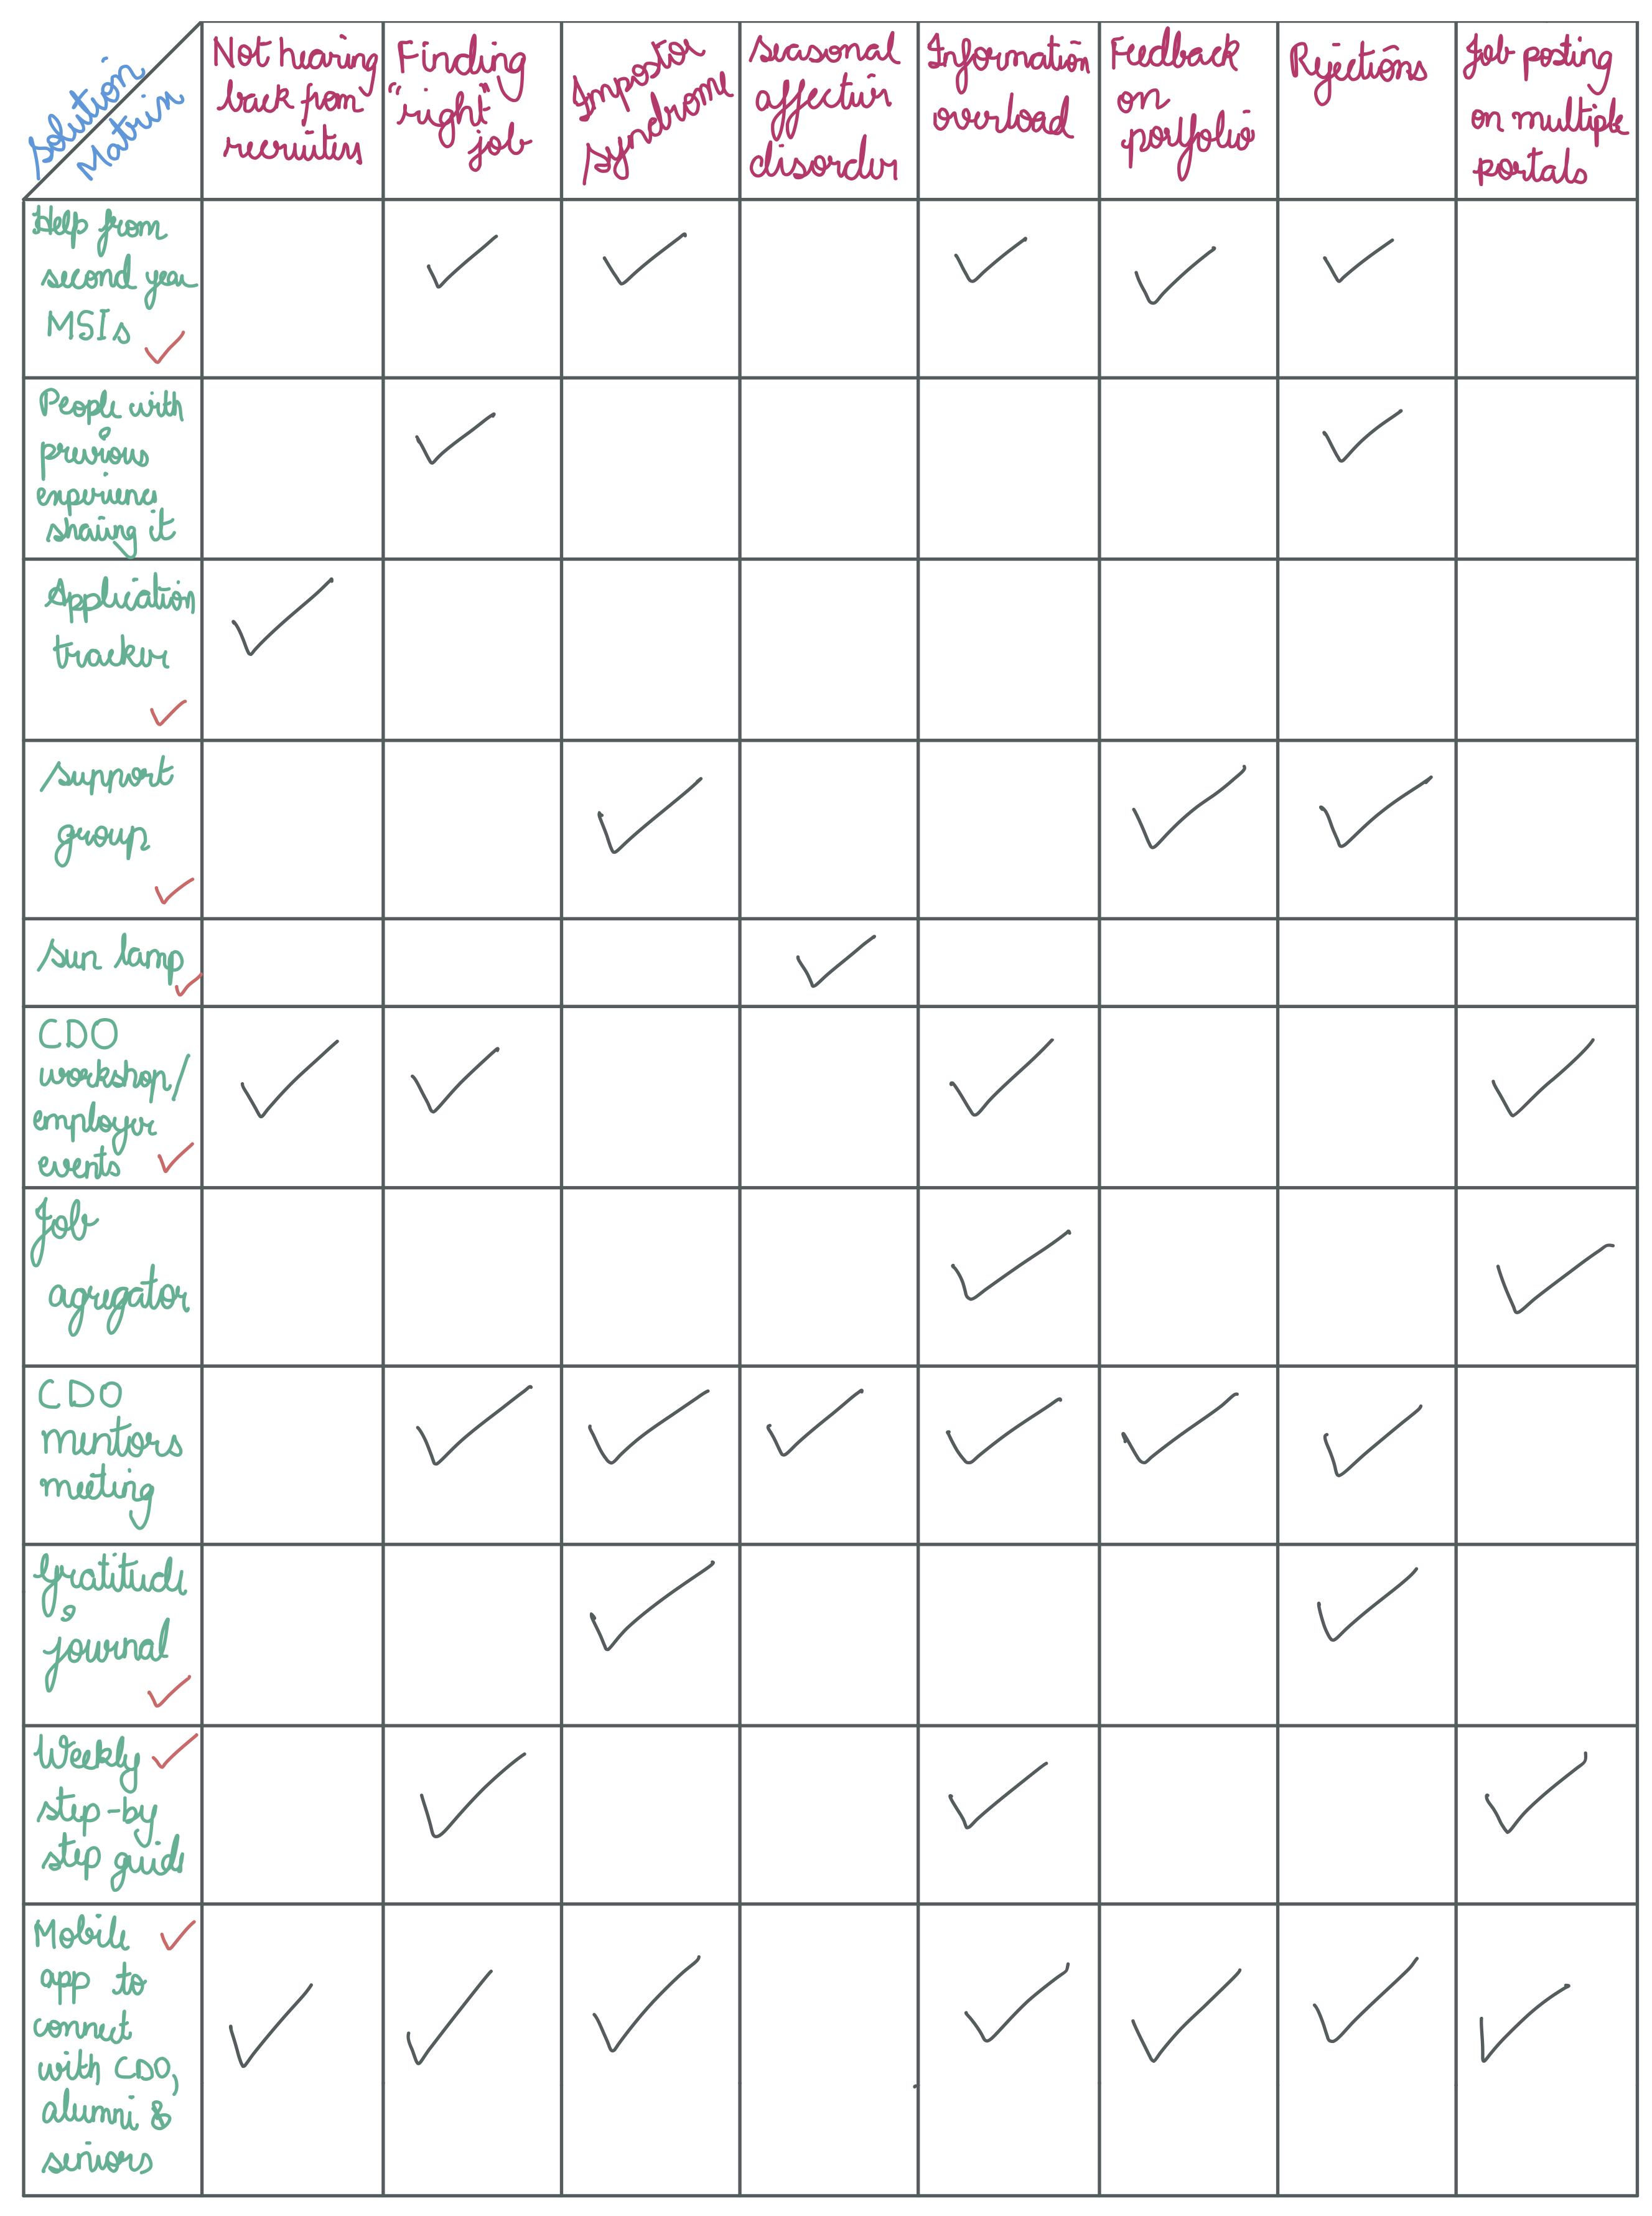 Solution
Matrix
Not hearing
back from
recruiters
Finding
"right"
job
Impostor
syndrome
seasonal
affective
disorder
Information
overload
Feedback
on
portfolio
Rejections
Job posting
on multiple
portals
Help from
second year
MSIs
People with
previous
experience
sharing it
Application
tracker
support
group
sun lamp
CDO
workshop/
employer
events
Job
agregator
CDO
mentors
meeting
Gratitude
journal
Weekly
step-by
step guide
Mobile
app to
connect
with CDO,
alumni &
seniors